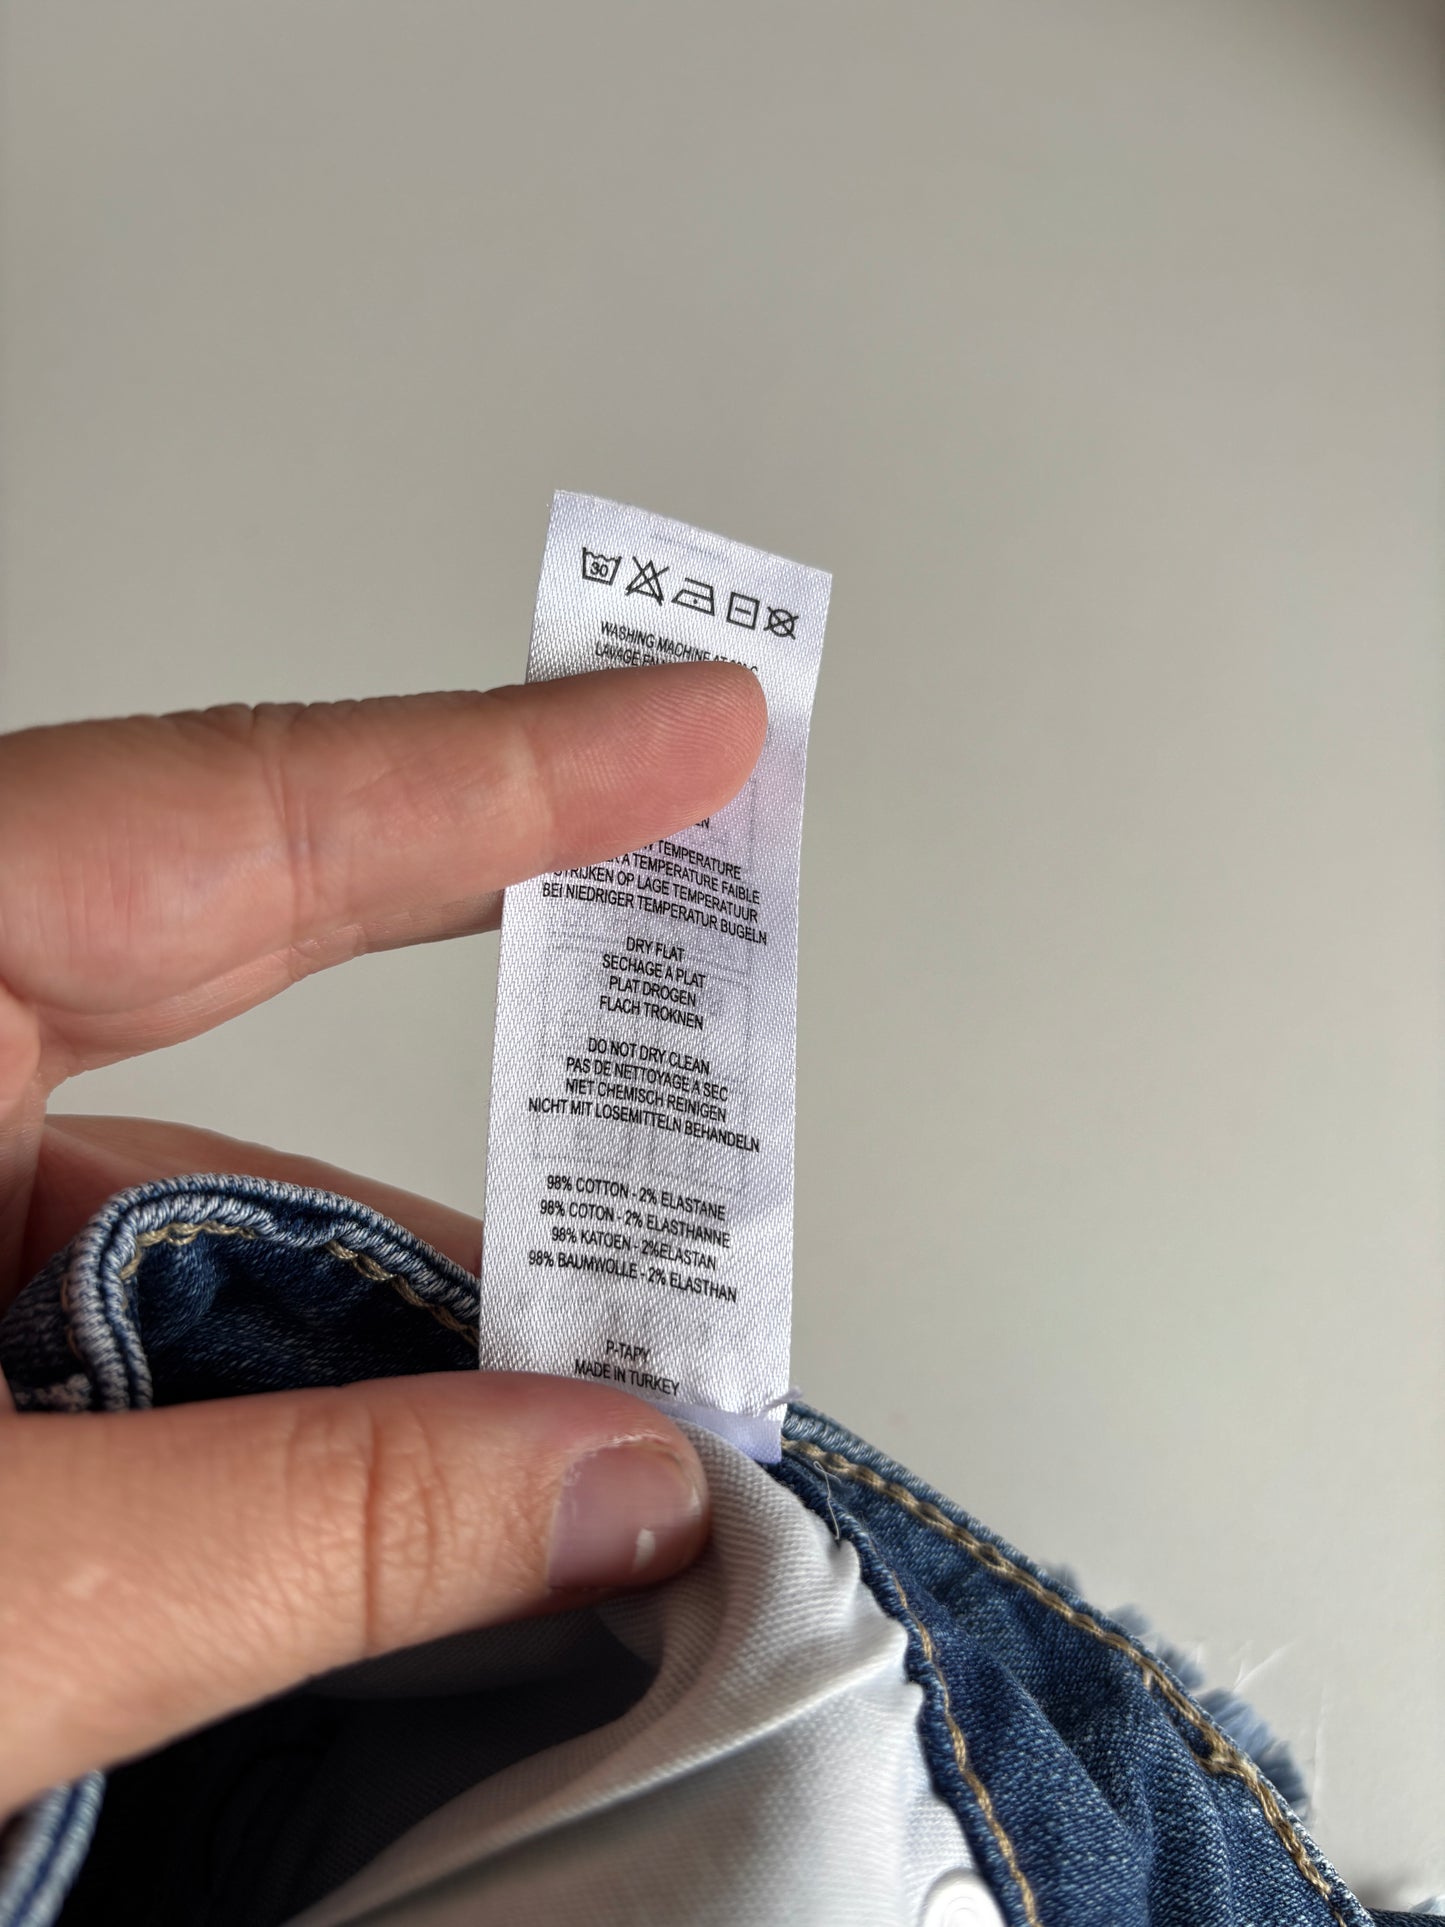 30
WASHING MACHINE AT
LAVAGE EN
TEMPERATURE
A TEMPERATURE FAIBLE
STRIJKEN OP LAGE TEMPERATUUR
BEI NIEDRIGER TEMPERATUR BUGELN
DRY FLAT
SECHAGE A PLAT
PLAT DROGEN
FLACH TROKNEN
DO NOT DRY CLEAN
PAS DE NETTOYAGE A SEC
NIET CHEMISCH REINIGEN
NICHT MIT LOSEMITTELN BEHANDELN
98% COTTON - 2% ELASTANE
98% COTON - 2% ELASTHANNE
98% KATOEN - 2%ELASTAN
98% BAUMWOLLE - 2% ELASTHAN
P-TAPY
MADE IN TURKEY